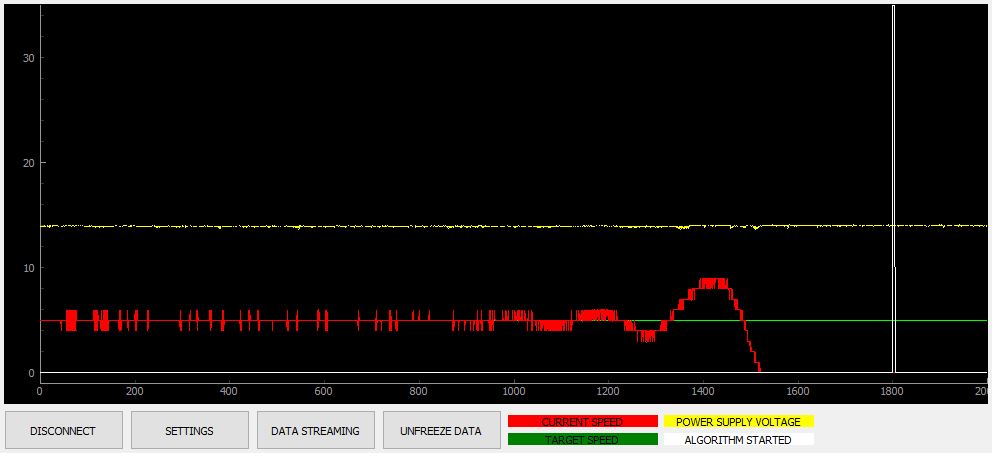 30
20
10
0
0 200 400 600 800 1000 1200 1400 1600 1800 200
DISCONNECT SETTINGS DATA STREAMING UNFREEZE DATA CURRENT SPEED POWER SUPPLY VOLTAGE
TARGET SPEED ALGORITHM STARTED